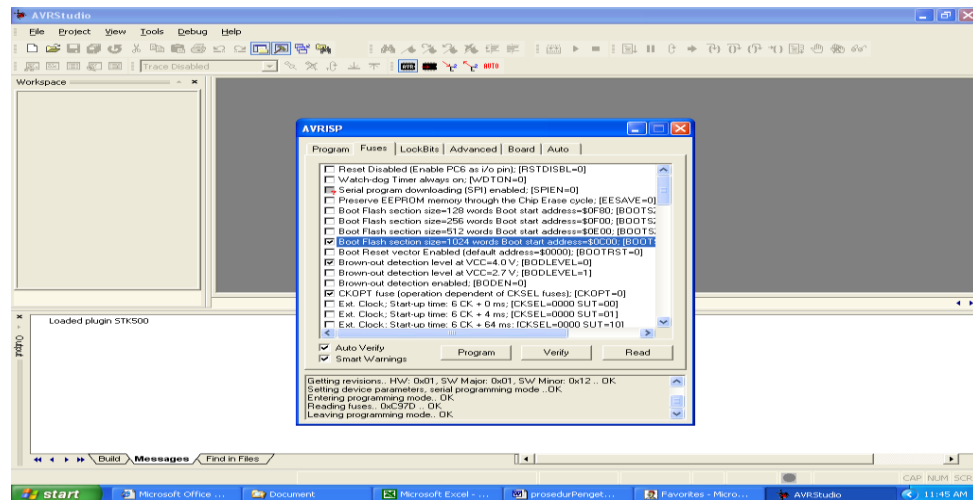 AVRStudio
File Project View Tools Debug Help
Trace Disabled
AUTO
Workspace
AVRISP
Program Fuses LockBits Advanced Board Auto
Reset Disabled (Enable PC6 as i/o pin); [RSTDISBL=0]
Watch-dog Timer always on; [WDTON=0]
Serial program downloading (SPI) enabled; [SPIEN=0]
Preserve EEPROM memory through the Chip Erase cycle; [EESAVE=0]
Boot Flash section size=128 words Boot start address=$0F80; [BOOTS
Boot Flash section size=256 words Boot start address=$0F00; [BOOTS
Boot Flash section size=512 words Boot start address=$0E00; [BOOTS
Boot Flash section size=1024 words Boot start address=$0C00; [BOOTS
Boot Reset vector Enabled (default address=$0000); [BOOTRST=0]
Brown-out detection level at VCC=4.0 V; [BODLEVEL=0]
Brown-out detection level at VCC=2.7 V; [BODLEVEL=1]
Brown-out detection enabled; [BODEN=0]
CKOPT fuse (operation dependent of CKSEL fuses); [CKOPT=0]
Ext. Clock; Start-up time: 6 CK + 0 ms; [CKSEL=0000 SUT=00]
Ext. Clock; Start-up time: 6 CK + 4 ms; [CKSEL=0000 SUT=01]
Ext. Clock; Start-up time: 6 CK + 64 ms; [CKSEL=0000 SUT=10]
Auto Verify
Smart Warnings
Program Verify Read
Getting revisions.. HW: 0x01, SW Major: 0x01, SW Minor: 0x12 .. OK
Setting device parameters, serial programming mode ..OK
Entering programming mode.. OK
Reading fuses.. 0xC97D .. OK
Leaving programming mode.. OK
Loaded plugin STK500
Output
Build Messages Find in Files
CAP NUM SCR
start Microsoft Office ... Document Microsoft Excel - ... prosedurPenget... Favorites - Micro... AVRStudio 11:45 AM